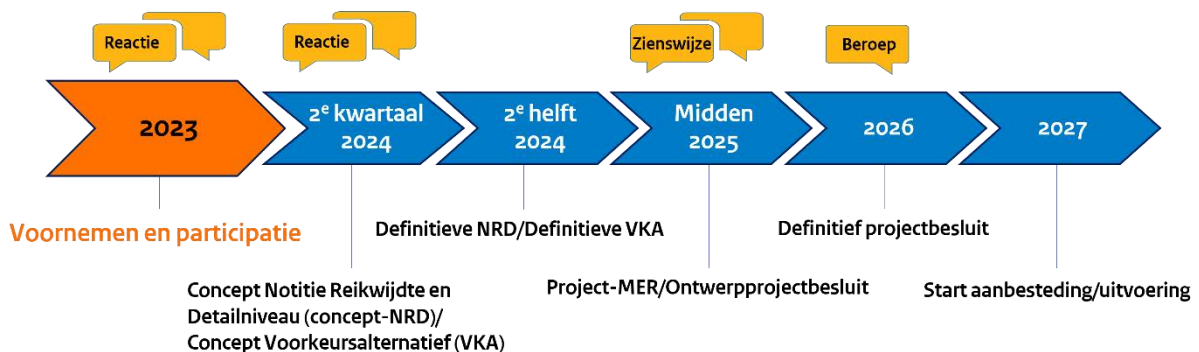 Reactie
Reactie
Zienswijze
Beroep
2023
2e kwartaal
2024
2e helft
2024
Midden
2025
2026
2027
Voornemen en participatie
Definitieve NRD/Definitieve VKA
Definitief projectbesluit
Concept Notitie Reikwijdte en
Detailniveau (concept-NRD)/
Concept Voorkeursalternatief (VKA)
Project-MER/Ontwerpprojectbesluit
Start aanbesteding/uitvoering